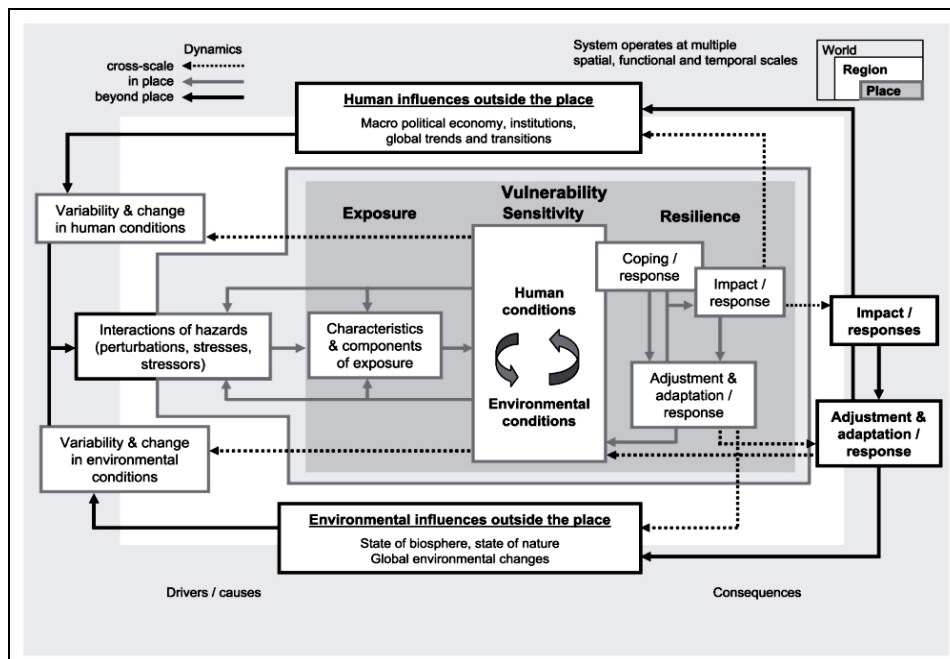 Dynamics
cross-scale
in place
beyond place
System operates at multiple
spatial, functional and temporal scales
World
Region
Place
Human influences outside the place
Macro political economy, institutions,
global trends and transitions
Variability & change
in human conditions
Vulnerability
Exposure
Sensitivity
Resilience
Coping /
response
Impact /
response
Human
conditions
Interactions of hazards
(perturbations, stresses,
stressors)
Characteristics
& components
of exposure
Impact /
responses
Adjustment &
adaptation /
response
Environmental
conditions
Adjustment &
adaptation /
response
Variability & change
in environmental
conditions
Environmental influences outside the place
State of biosphere, state of nature
Global environmental changes
Drivers / causes
Consequences